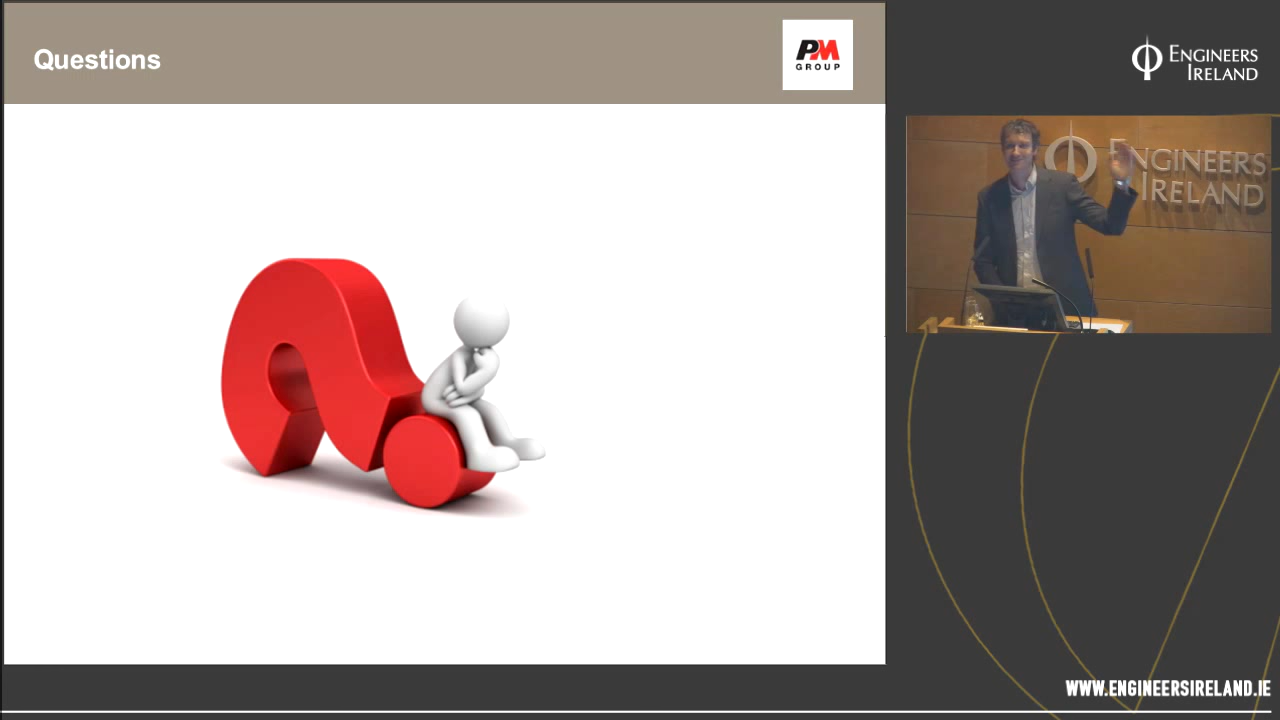 Questions
PM
GROUP
ENGINEERS
IRELAND
ENGINEERS
IRELAND
WWW.ENGINEERSIRELAND.IE